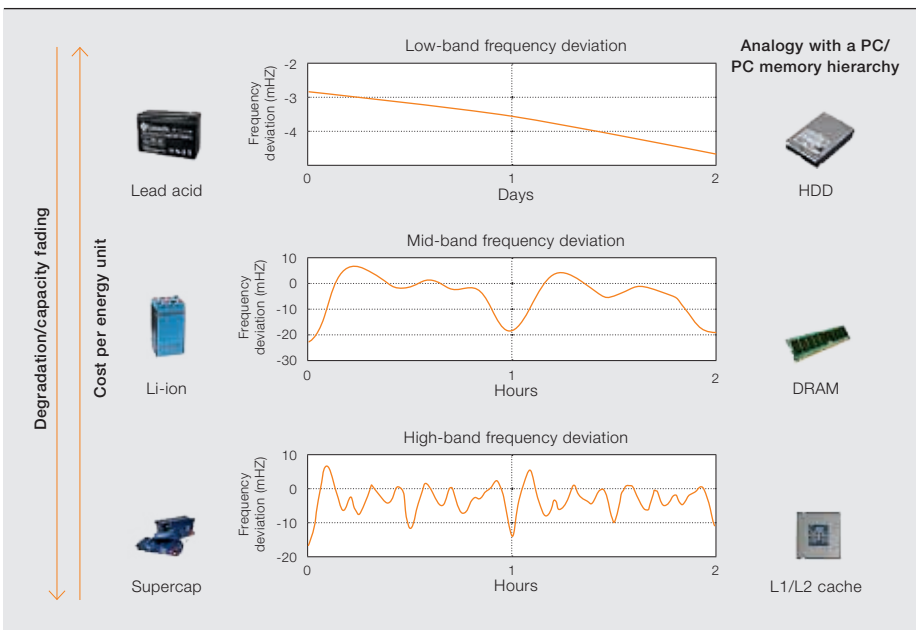 Low-band frequency deviation
Analogy with a PC/
PC memory hierarchy
Degradation/capacity fading
Cost per energy unit
Lead acid
Frequency
deviation (mHZ)
-2
-3
-4
0
1
2
Days
HDD
Mid-band frequency deviation
Li-ion
Frequency
deviation (mHZ)
10
0
-10
-20
-30
0
1
2
Hours
DRAM
High-band frequency deviation
Supercap
Frequency
deviation (mHZ)
10
0
-10
-20
0
1
2
Hours
L1/L2 cache